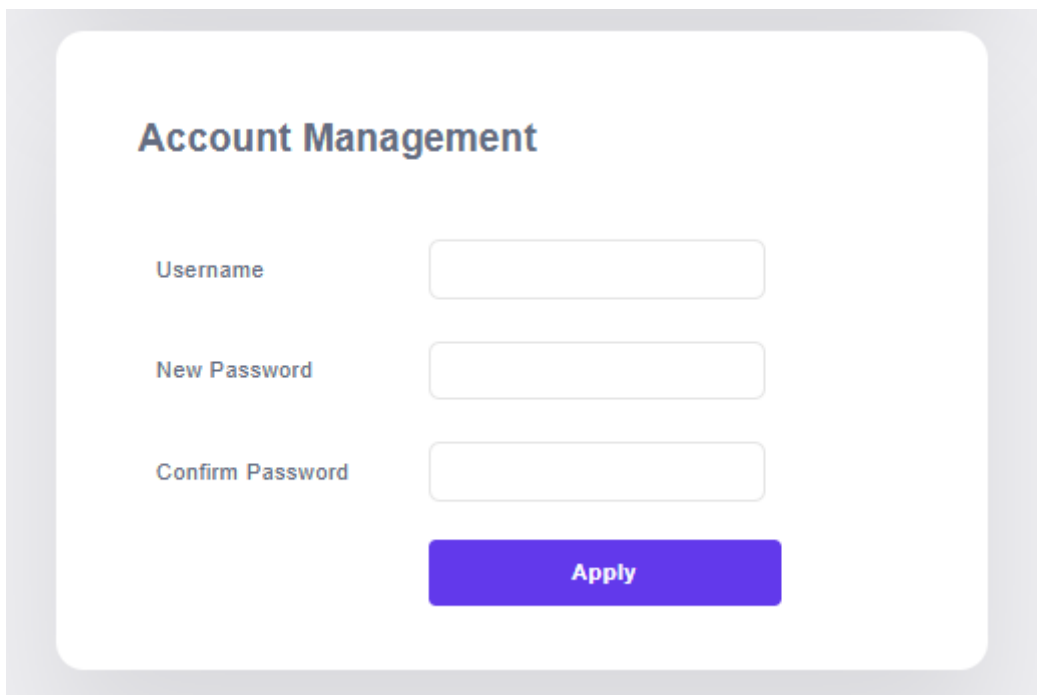 Account Management
Username
New Password
Confirm Password
Apply